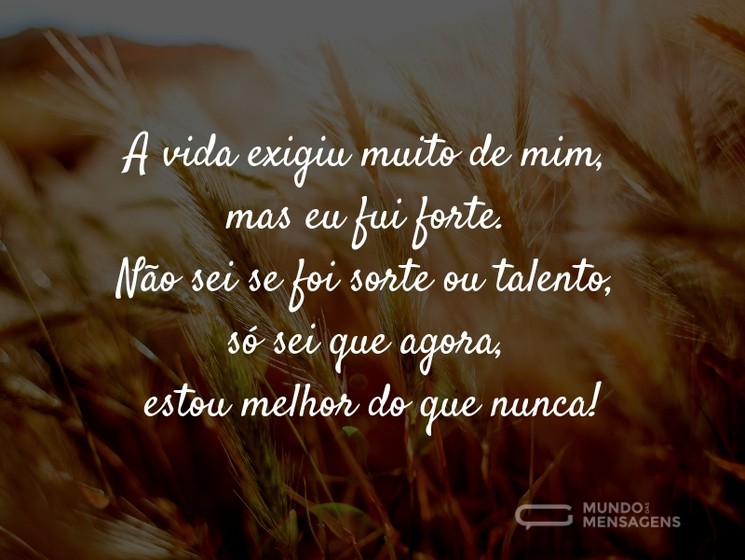 A vida exigiu muito de mim,
mas eu fui forte.
Não sei se foi sorte ou talento,
só sei que agora,
estou melhor do que nunca!
MUNDO DAS
MENSAGENS